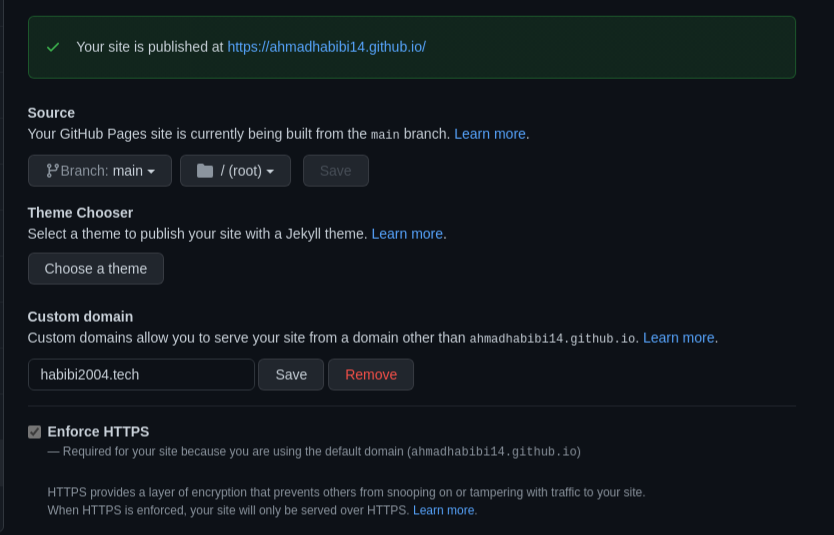 Your site is published at https://ahmadhabibi14.github.io/
Source
Your GitHub Pages site is currently being built from the main branch. Learn more.
Branch: main
/ (root)
Save
Theme Chooser
Select a theme to publish your site with a Jekyll theme. Learn more.
Choose a theme
Custom domain
Custom domains allow you to serve your site from a domain other than ahmadhabibi14.github.io. Learn more.
habibi2004.tech
Save
Remove
Enforce HTTPS
— Required for your site because you are using the default domain (ahmadhabibi14.github.io)
HTTPS provides a layer of encryption that prevents others from snooping on or tampering with traffic to your site.
When HTTPS is enforced, your site will only be served over HTTPS. Learn more.